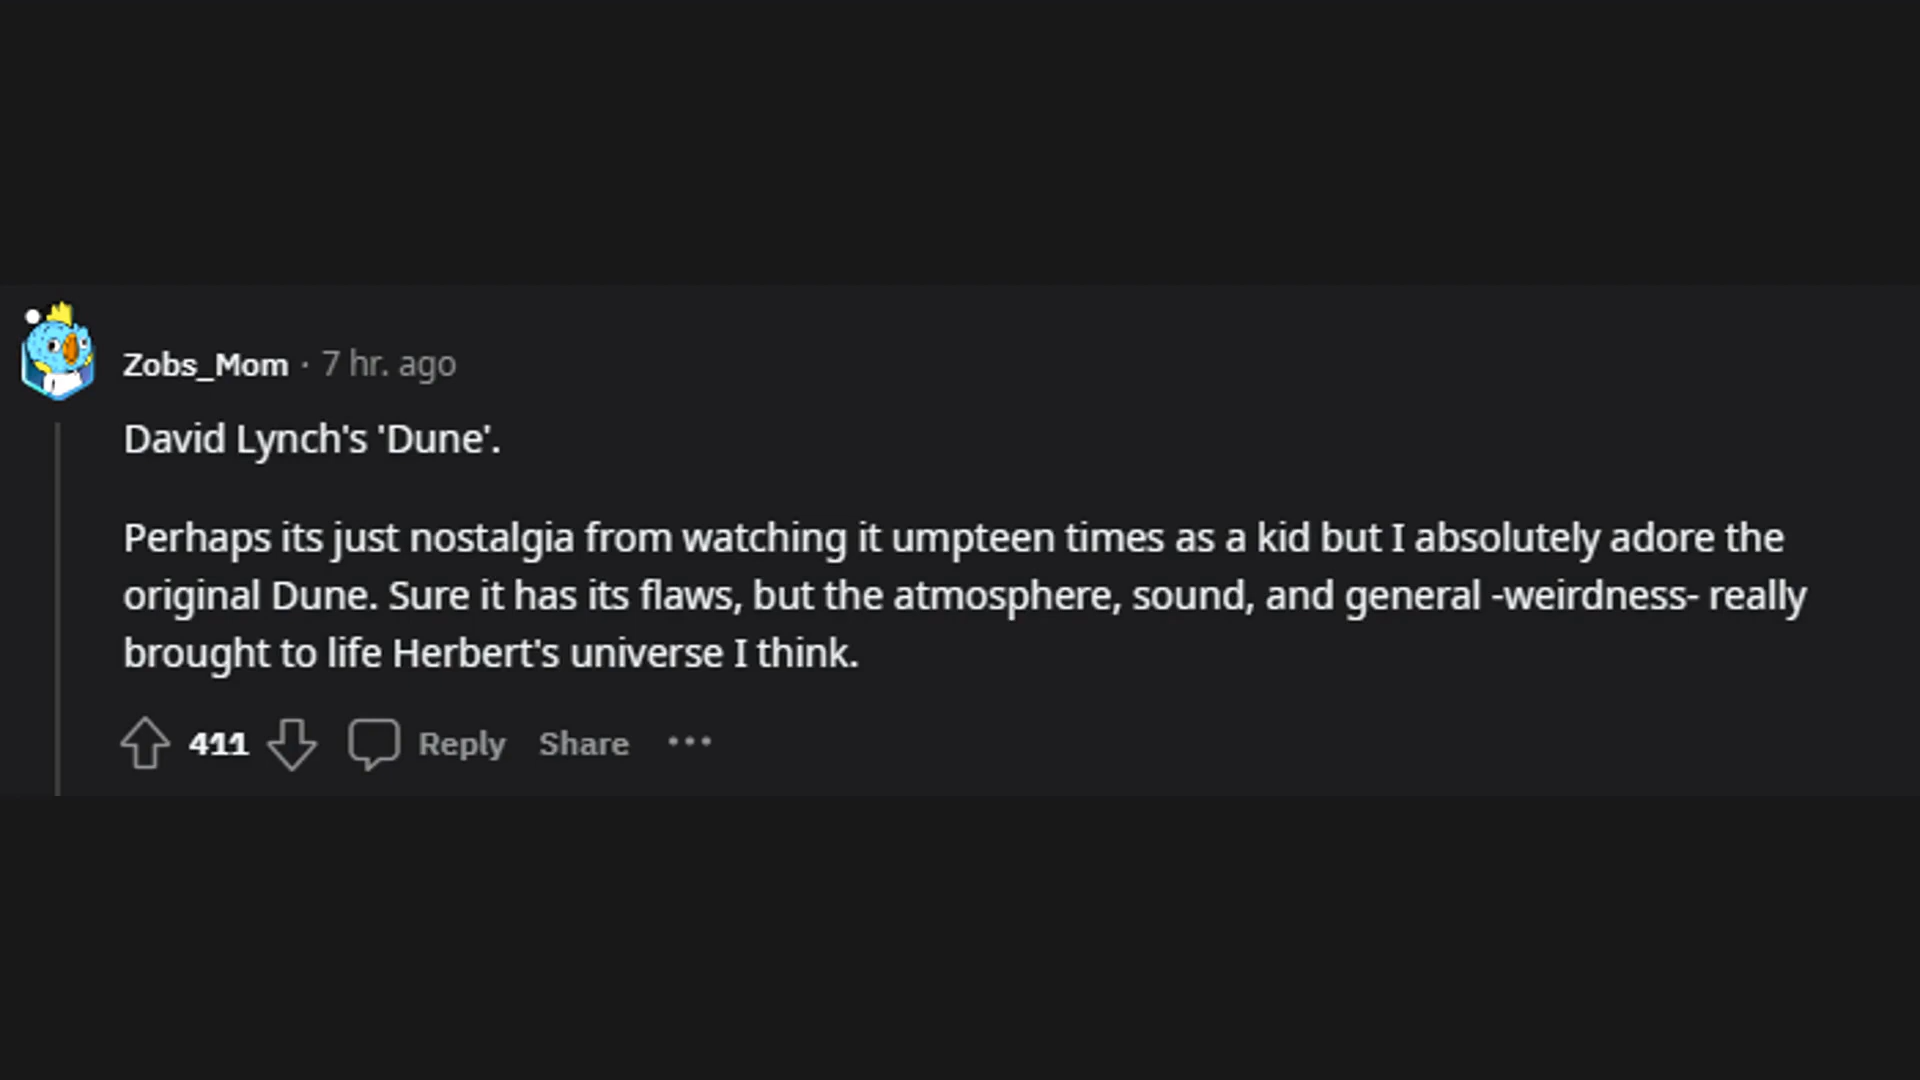 Zobs_Mom · 7 hr. ago
David Lynch's 'Dune'.
Perhaps its just nostalgia from watching it umpteen times as a kid but I absolutely adore the
original Dune. Sure it has its flaws, but the atmosphere, sound, and general -weirdness- really
brought to life Herbert's universe I think.
411 Reply Share ···